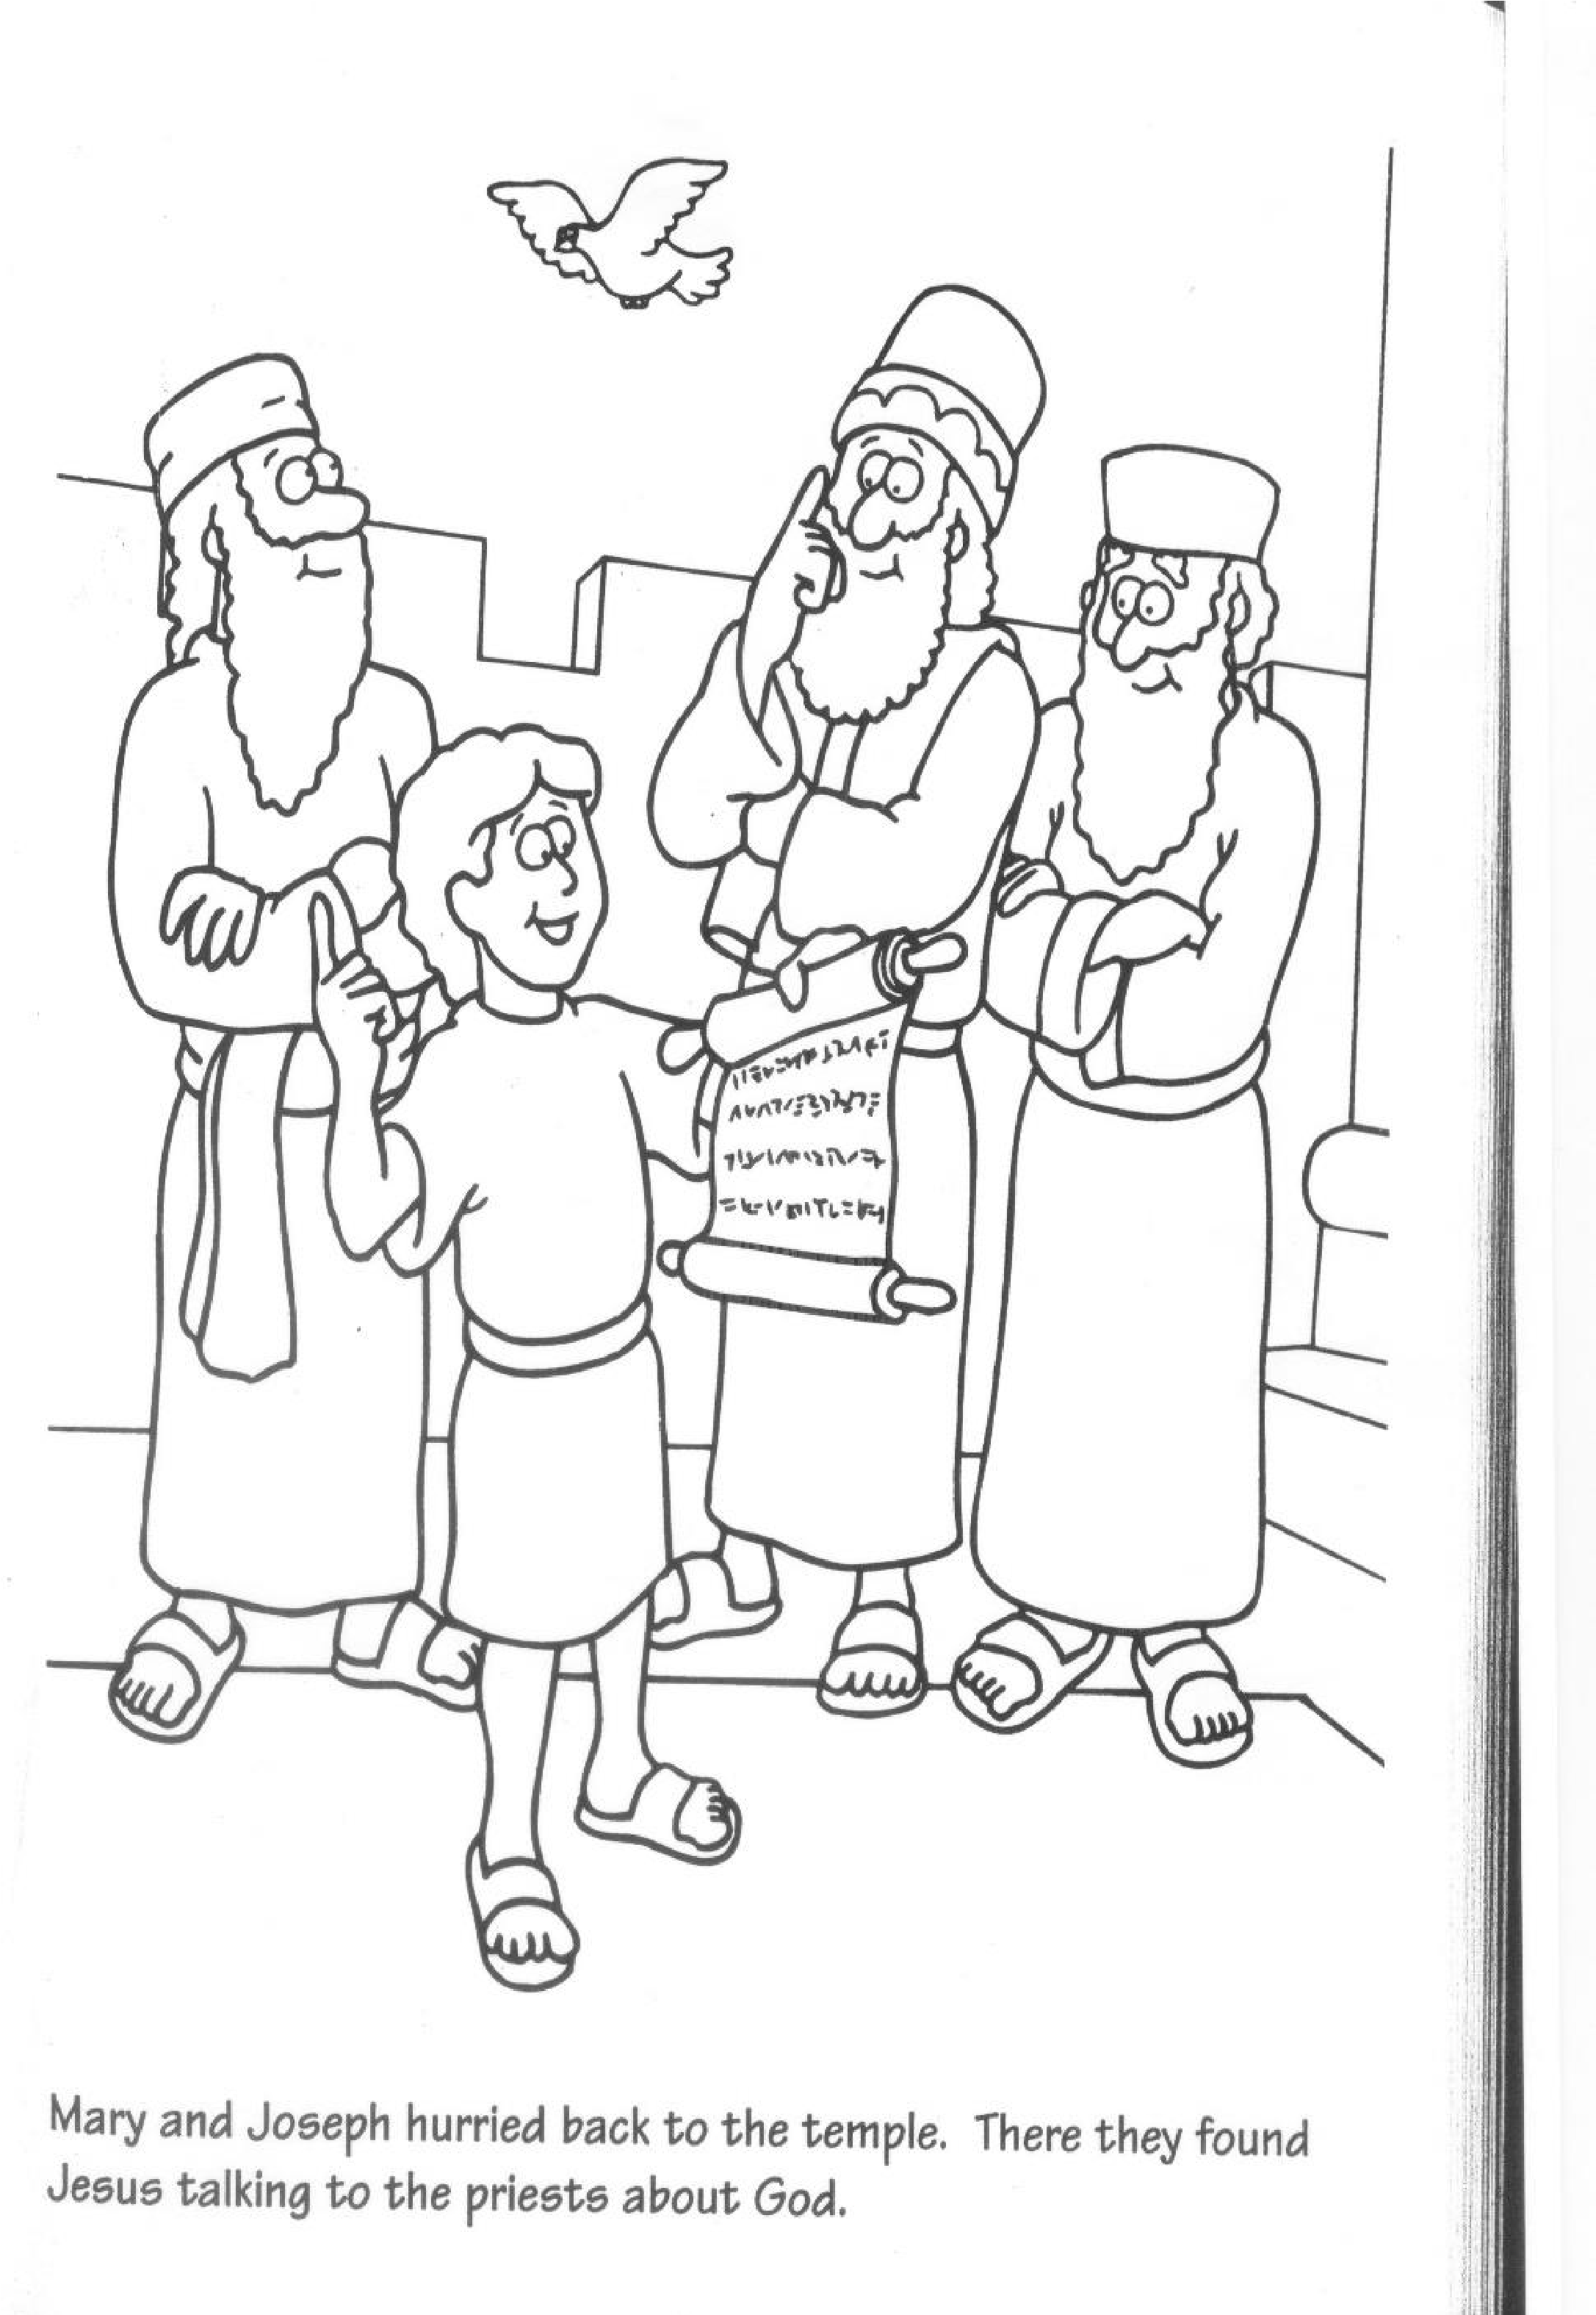 Mary and Joseph hurried back to the temple.  There they found
Jesus talking to the priests about God.